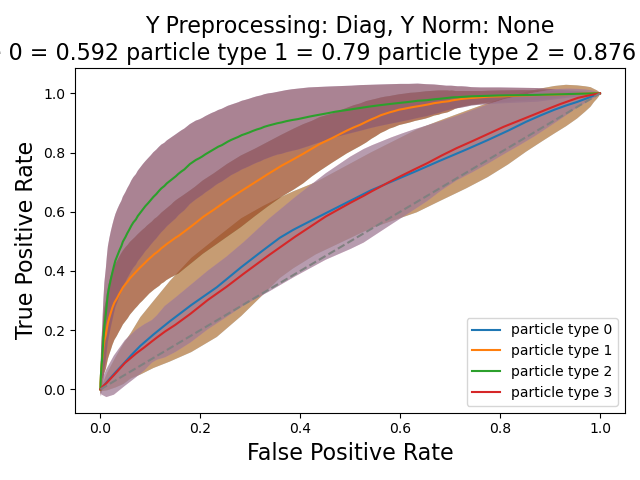 Y Preprocessing: Diag, Y Norm: None
0 = 0.592 particle type 1 = 0.79 particle type 2 = 0.876
True Positive Rate
1.0
0.8
0.6
0.4
0.2
0.0
particle type 0
particle type 1
particle type 2
particle type 3
0.0 0.2 0.4 0.6 0.8 1.0
False Positive Rate